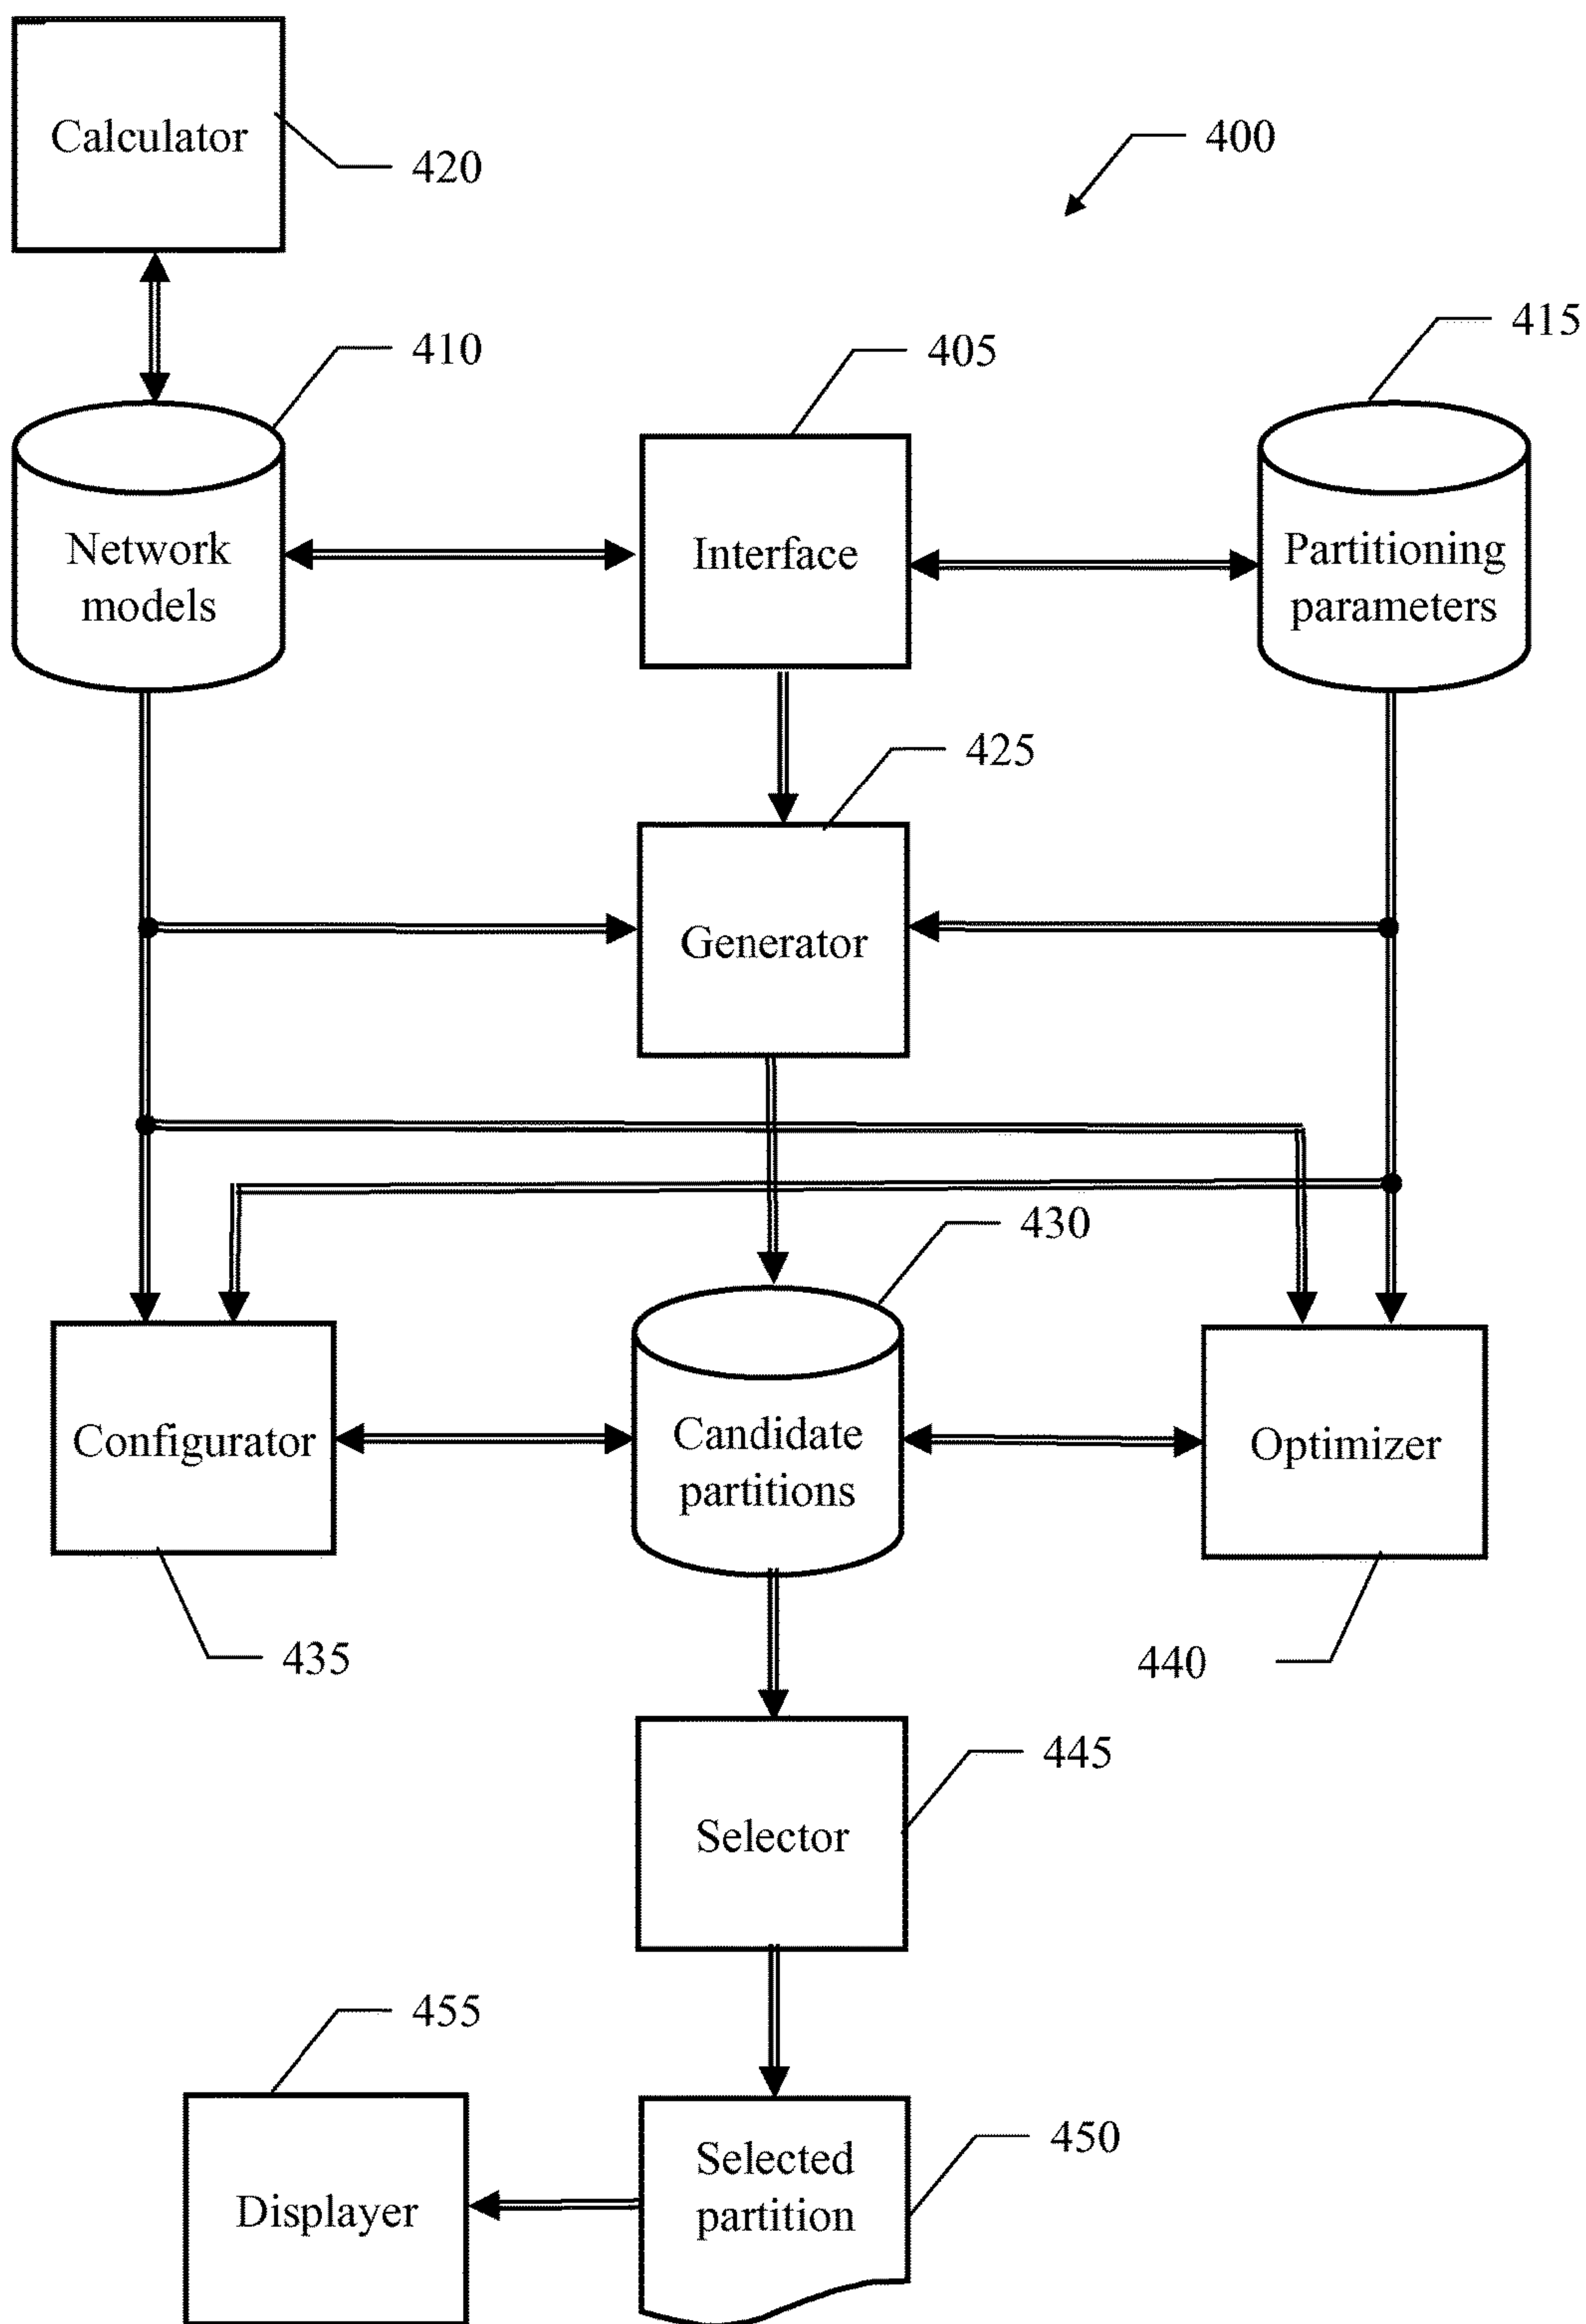 Calculator
420
400
410
405
415
Network
models
Interface
Partitioning
parameters
425
Generator
430
Configurator
Candidate
partitions
Optimizer
435
440
445
Selector
455
450
Selected
partition
Displayer